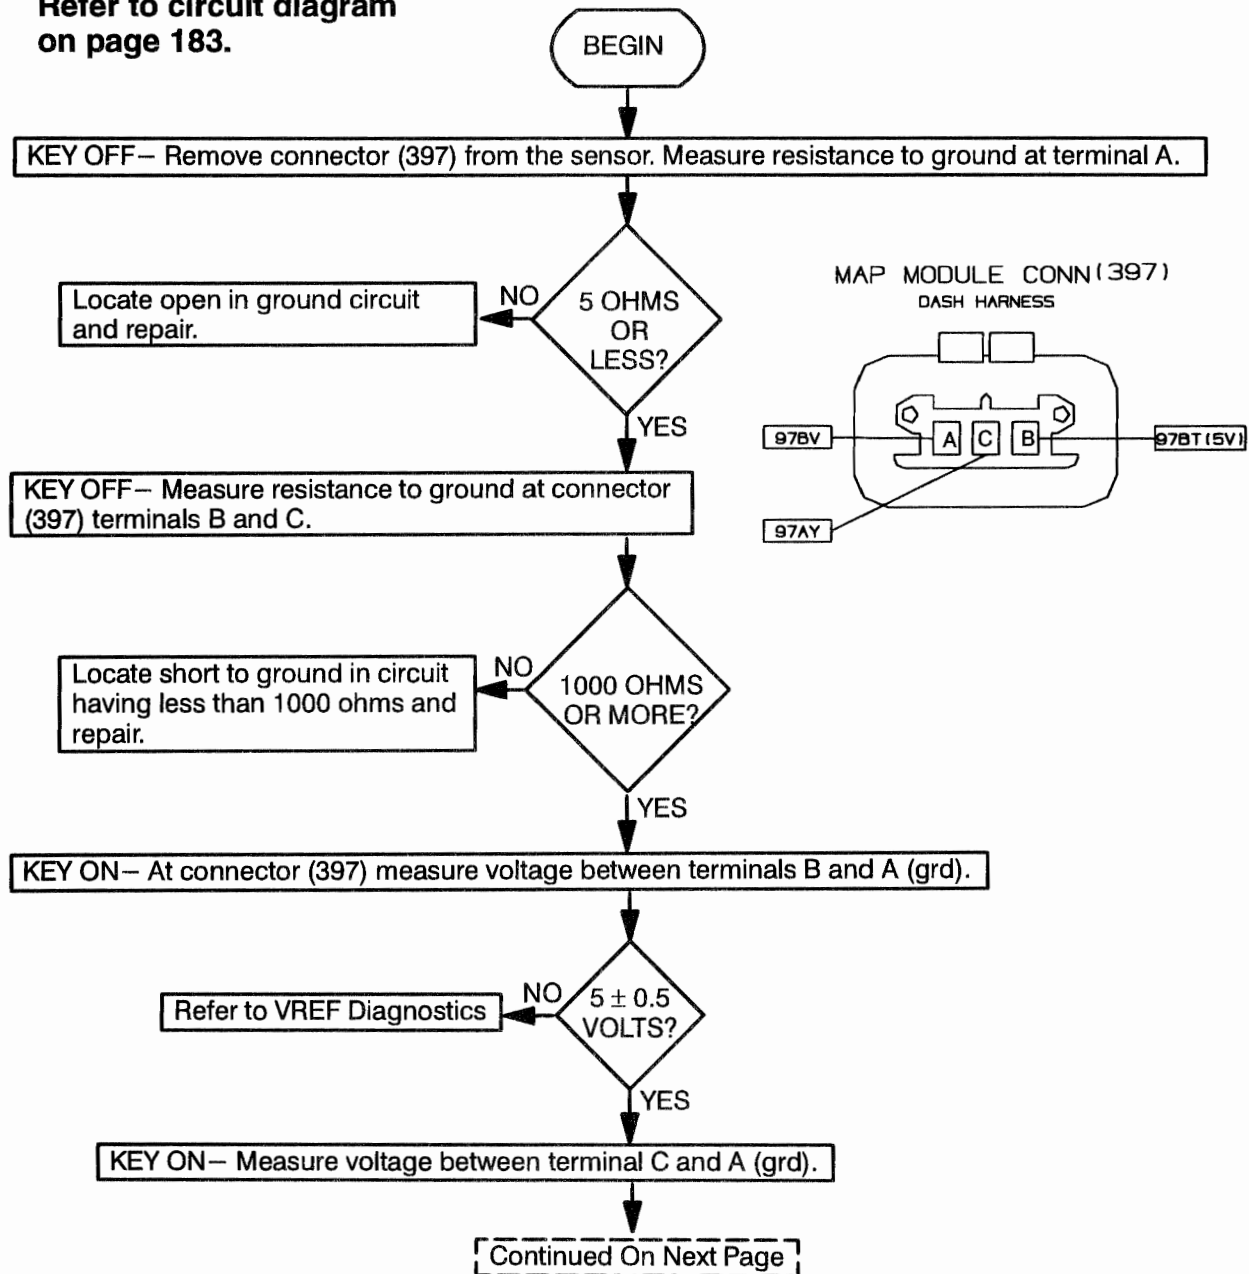 Refer to circuit diagram
on page 183.
BEGIN
KEY OFF– Remove connector (397) from the sensor. Measure resistance to ground at terminal A.
NO
Locate open in ground circuit
and repair.
5 OHMS
OR
LESS?
YES
MAP MODULE CONN(397)
DASH HARNESS
97BV
A
C
B
97BT(5V)
97AY
KEY OFF– Measure resistance to ground at connector
(397) terminals B and C.
NO
Locate short to ground in circuit
having less than 1000 ohms and
repair.
1000 OHMS
OR MORE?
YES
KEY ON– At connector (397) measure voltage between terminals B and A (grd).
NO
Refer to VREF Diagnostics
5 ± 0.5
VOLTS?
YES
KEY ON– Measure voltage between terminal C and A (grd).
Continued On Next Page